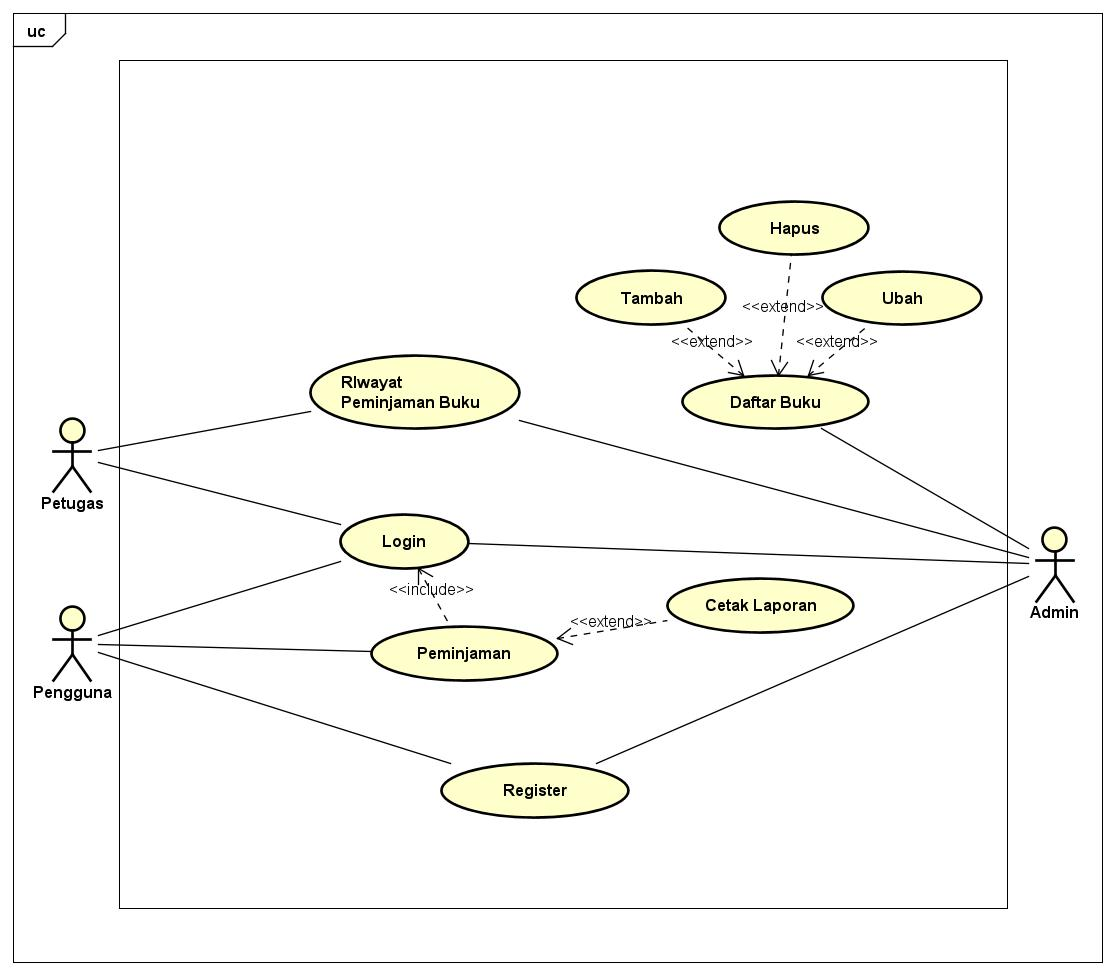 uc
Hapus
Tambah
<<extend>>
Ubah
<<extend>>
<<extend>>
RIwayat
Peminjaman Buku
Daftar Buku
Petugas
Login
<<include>>
Cetak Laporan
Admin
<<extend>>
Peminjaman
Pengguna
Register